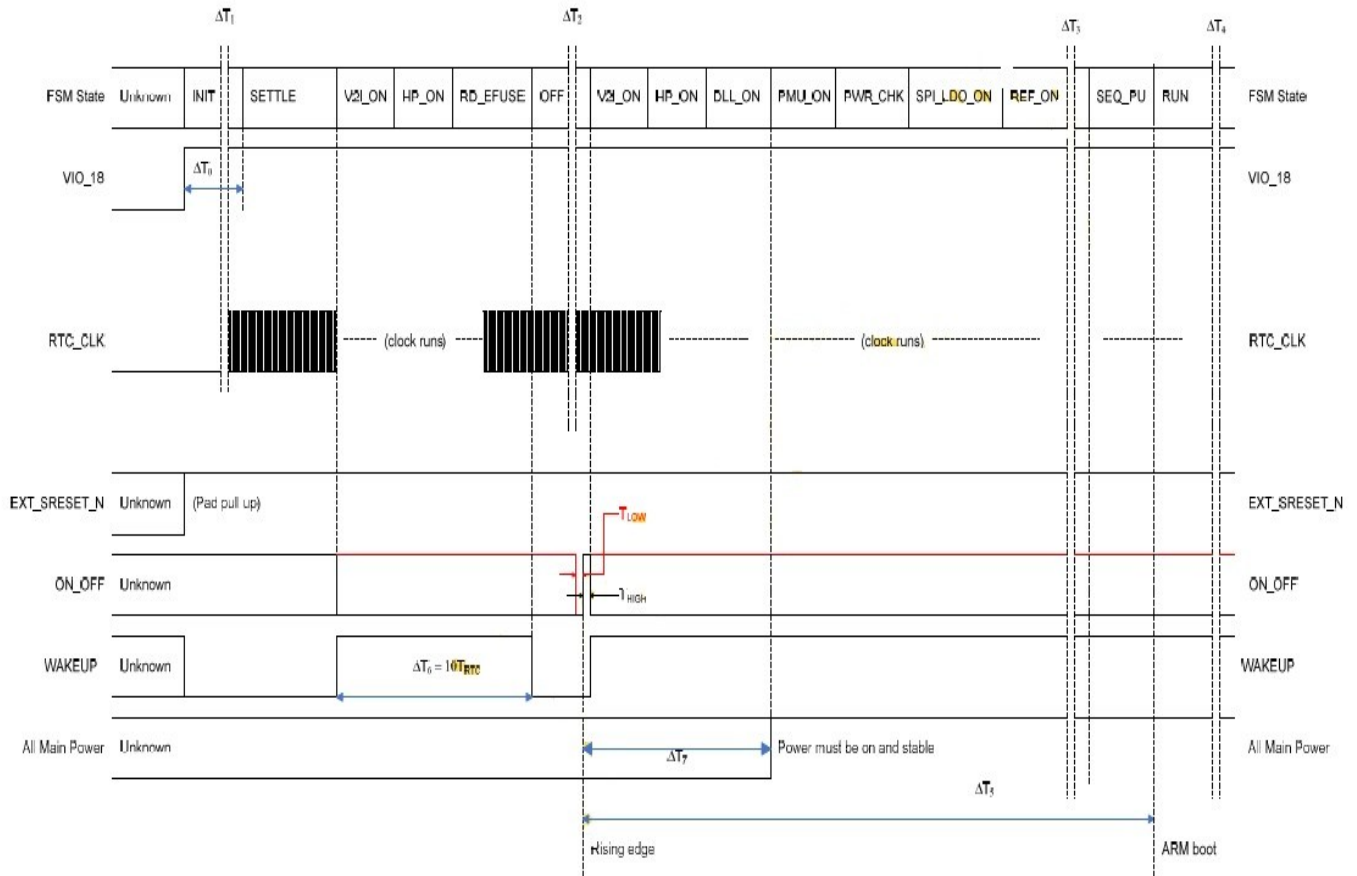 ΔT1 ΔT2 ΔT3 ΔT4
FSM State Unknown INIT SETTLE V2I_ON HP_ON RD_EFUSE OFF V2I_ON HP_ON DLL_ON PMU_ON PWR_CHK SPI_LDO_ON REF_ON SEQ_PU RUN FSM State
VIO_18 ΔT0 VIO_18
RTC_CLK (clock runs) (clock runs) RTC_CLK
EXT_SRESET_N Unknown (Pad pull up) EXT_SRESET_N
TLOW
ON_OFF Unknown ON_OFF
THIGH
WAKEUP Unknown ΔT6 = 10TRTC WAKEUP
All Main Power Unknown ΔT7 Power must be on and stable All Main Power
ΔT5
Rising edge ARM boot